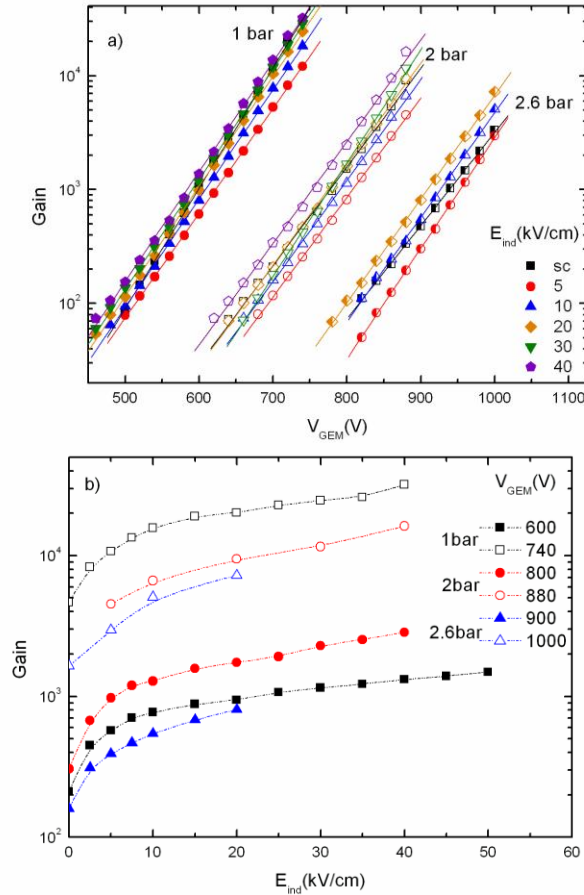 a)
1 bar
2 bar
2.6 bar
E_ind(kV/cm)
sc
5
10
20
30
40
10^4
10^3
10^2
Gain
500 600 700 800 900 1000 1100
V_GEM(V)
b)
V_GEM(V)
600
1bar
740
800
2bar
880
900
2.6bar
1000
10^4
10^3
10^2
Gain
0 10 20 30 40 50 60
E_ind(kV/cm)